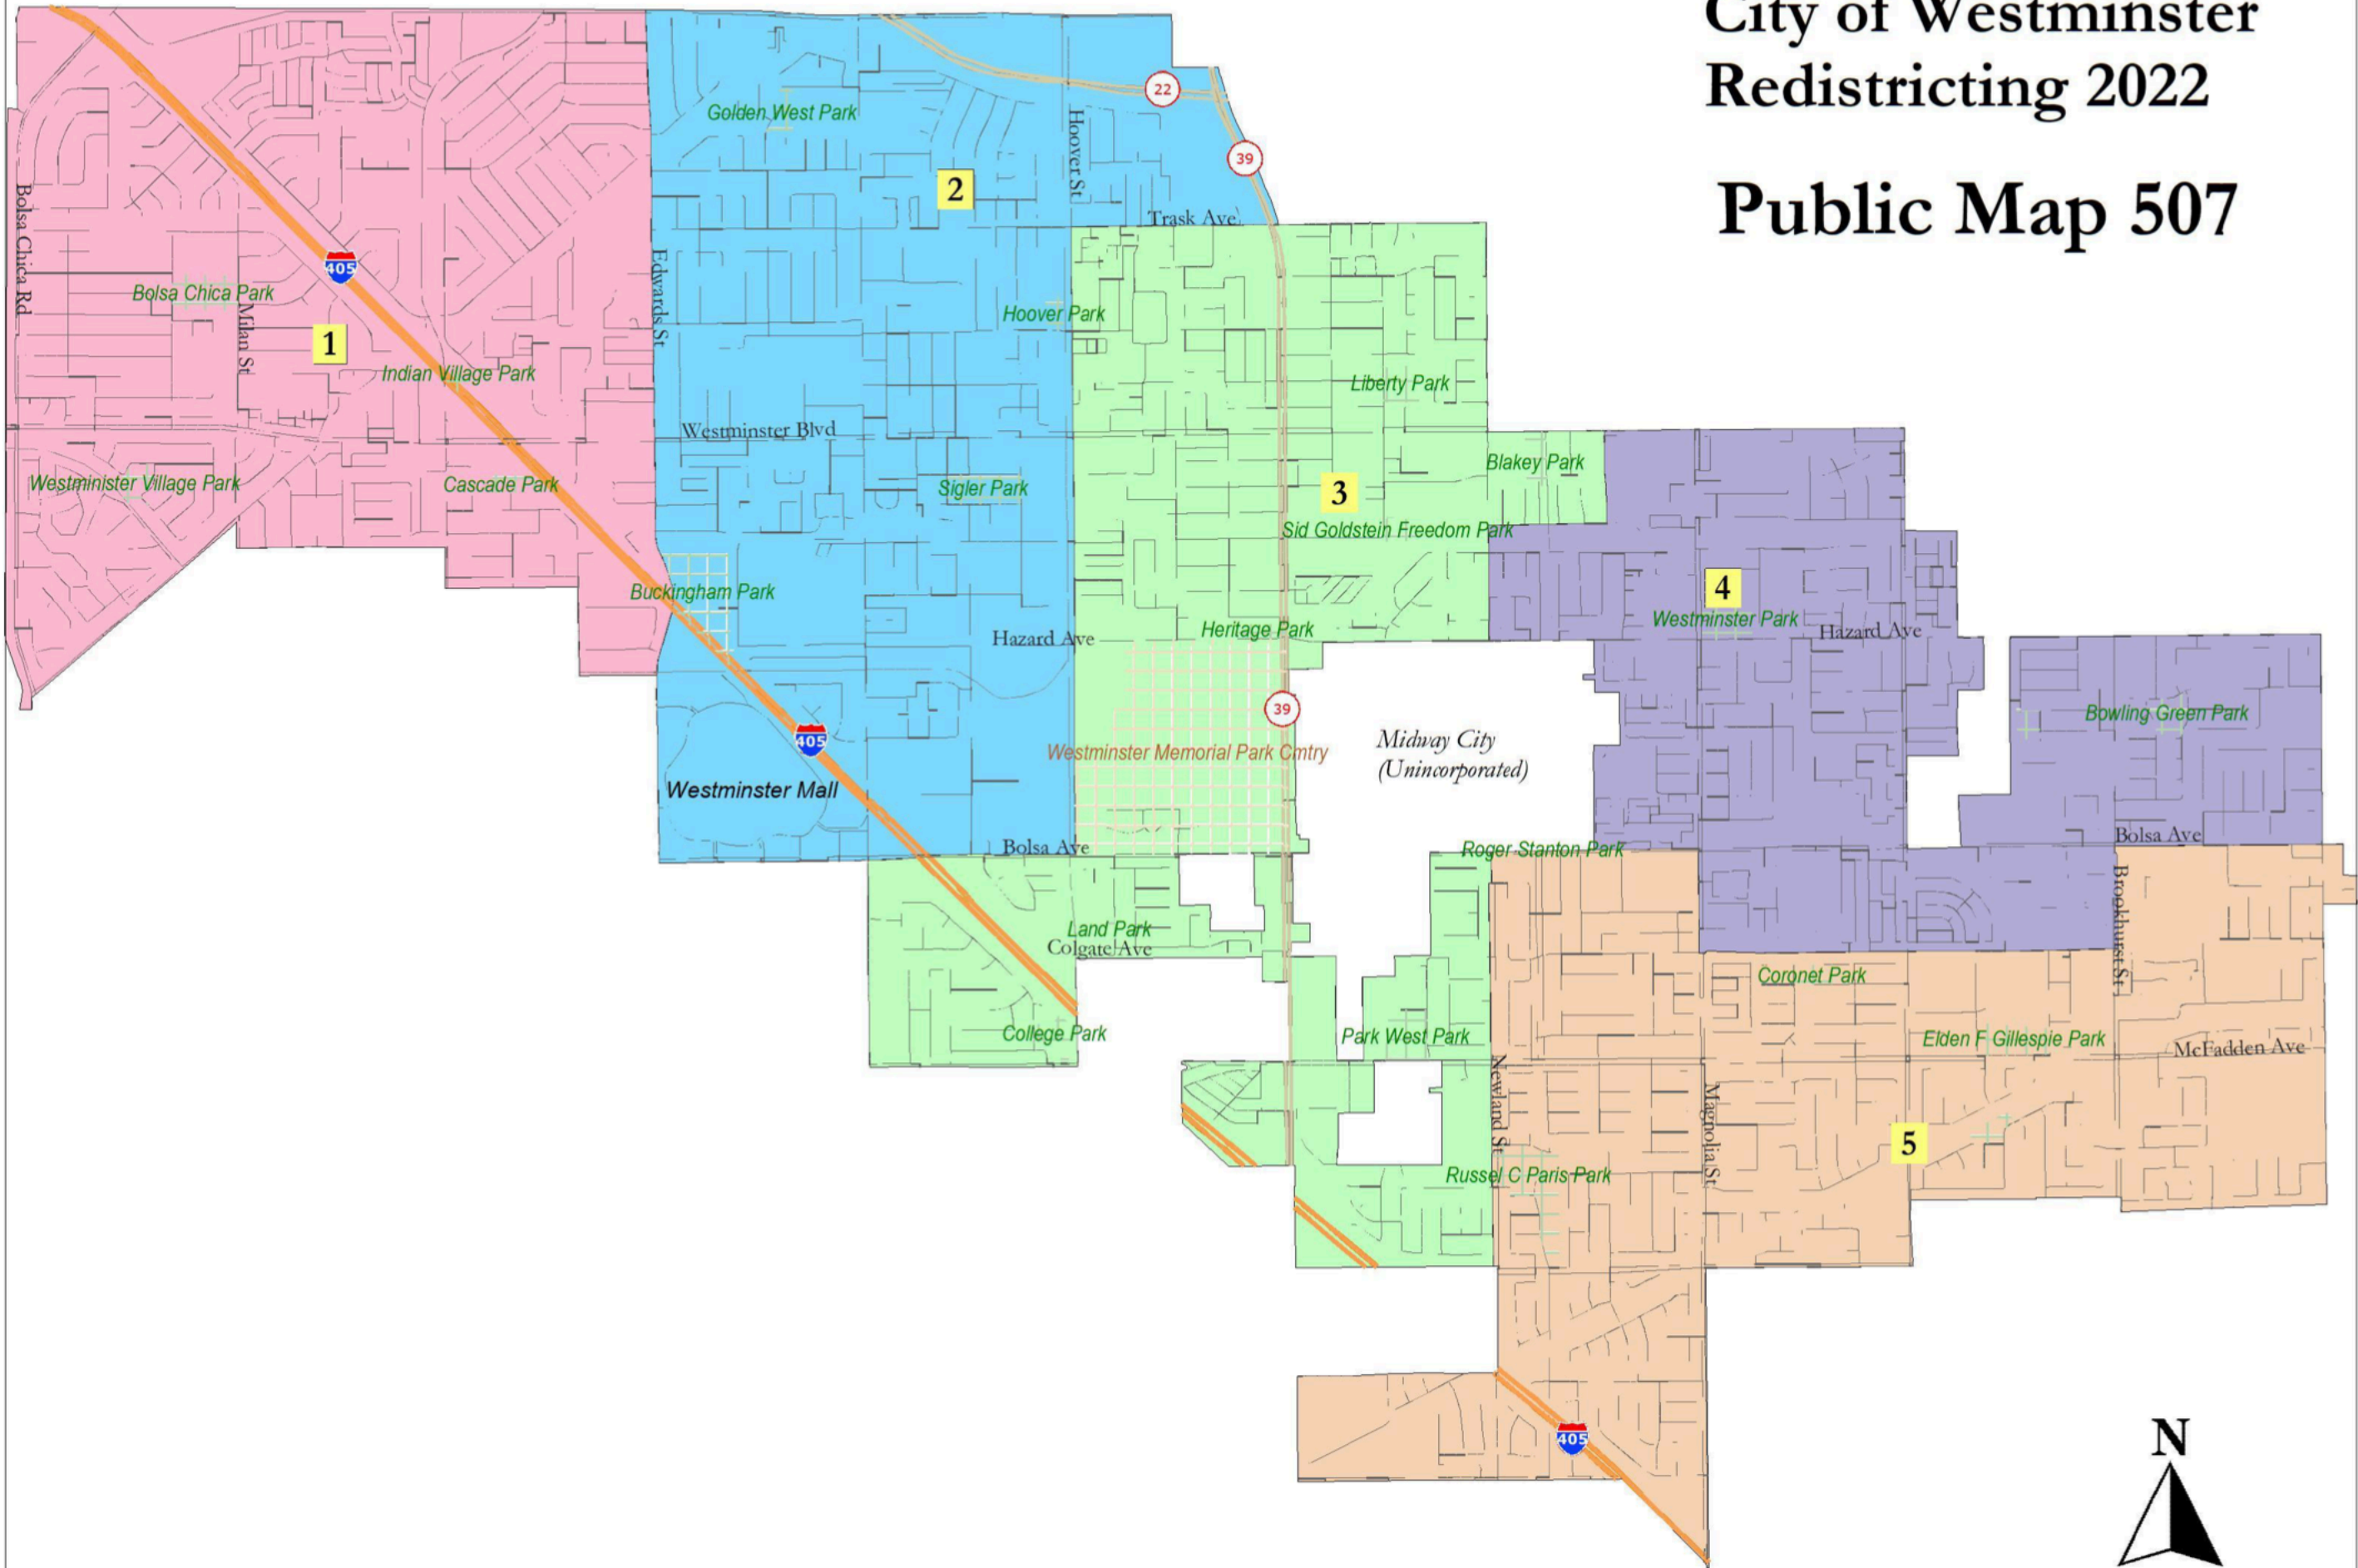 City of Westminster
Redistricting 2022
Public Map 507
22
Golden West Park
Hoover St
39
2
Bolsa Chica Rd
Trask Ave
405
Edwards St
Bolsa Chica Park
Milan St
Hoover Park
1
Indian Village Park
Liberty Park
Westminster Blvd
Blakey Park
Westminister Village Park
Cascade Park
Sigler Park
3
Sid Goldstein Freedom Park
4
Buckingham Park
Westminster Park
Heritage Park
Hazard Ave
Hazard Ave
39
Bowling Green Park
405
Midway City
(Unincorporated)
Westminster Memorial Park Cmtry
Westminster Mall
Bolsa Ave
Bolsa Ave
Roger Stanton Park
Brookhurst St
Land Park
Colgate Ave
Coronet Park
College Park
Park West Park
Elden F Gillespie Park
McFadden Ave
Newland St
Magnolia St
5
Russel C Paris Park
405
N